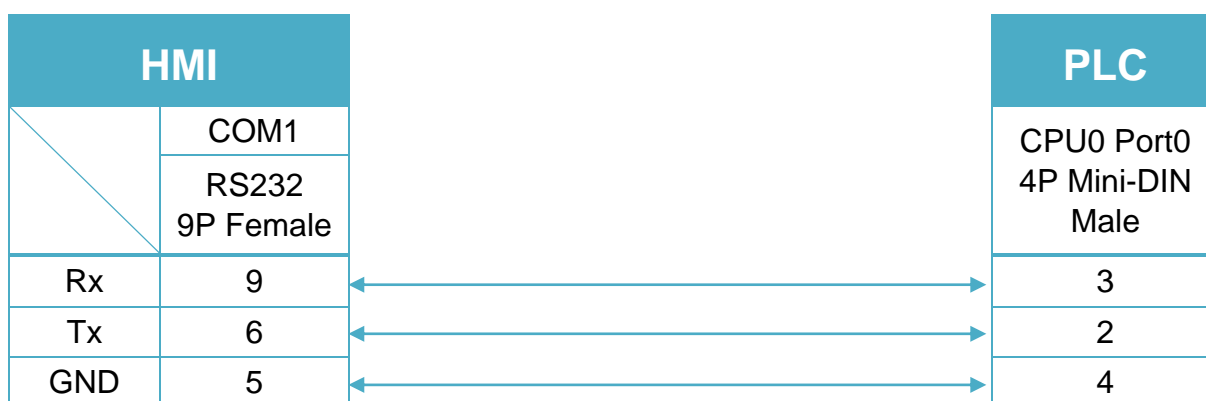 HMI PLC
COM1
RS232
9P Female
CPU0 Port0
4P Mini-DIN
Male
Rx 9 3
Tx 6 2
GND 5 4